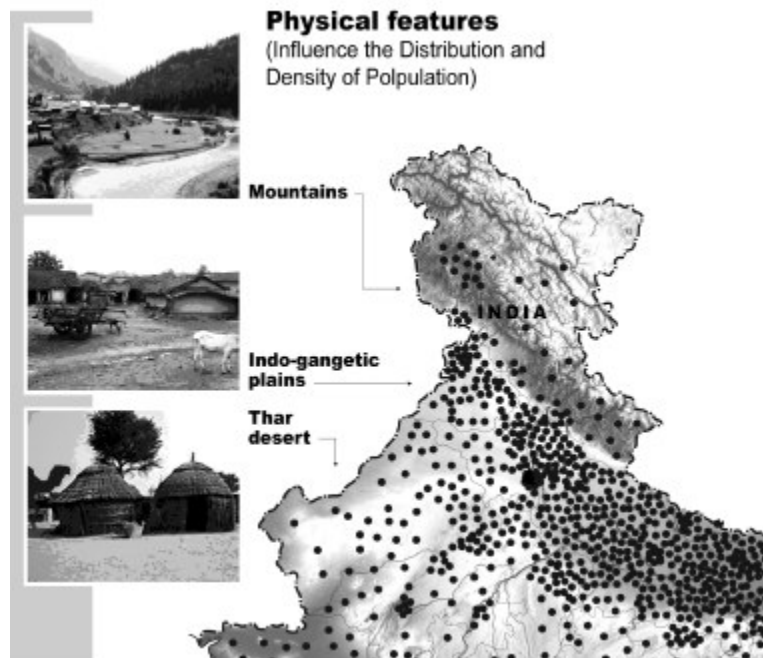 Physical features
(Influence the Distribution and
Density of Polpulation)
Mountains
INDIA
Indo-gangetic
plains
Thar
desert